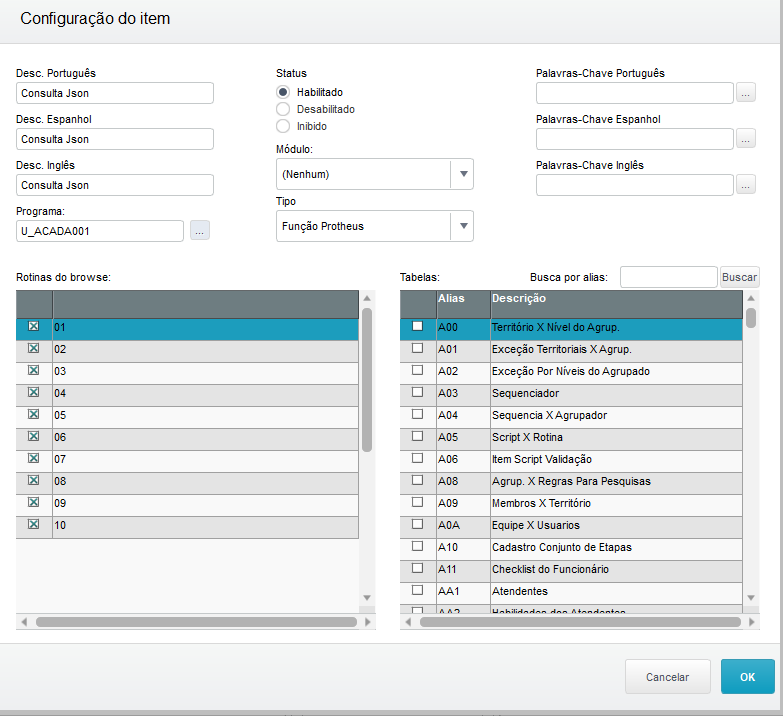 Configuração do item
Desc. Português
Consulta Json
Desc. Espanhol
Consulta Json
Desc. Inglês
Consulta Json
Programa:
U_ACADA001
...
Status
Habilitado
Desabilitado
Inibido
Módulo:
(Nenhum)
Tipo
Função Protheus
Palavras-Chave Português
...
Palavras-Chave Espanhol
...
Palavras-Chave Inglês
...
Rotinas do browse:
01
02
03
04
05
06
07
08
09
10
Tabelas:
Busca por alias:
Buscar
Alias Descrição
A00 Território X Nível do Agrup.
A01 Exceção Territoriais X Agrup.
A02 Exceção Por Níveis do Agrupado
A03 Sequenciador
A04 Sequencia X Agrupador
A05 Script X Rotina
A06 Item Script Validação
A08 Agrup. X Regras Para Pesquisas
A09 Membros X Território
A0A Equipe X Usuarios
A10 Cadastro Conjunto de Etapas
A11 Checklist do Funcionário
AA1 Atendentes
AA2 Habilidades dos Atendentes
Cancelar
OK